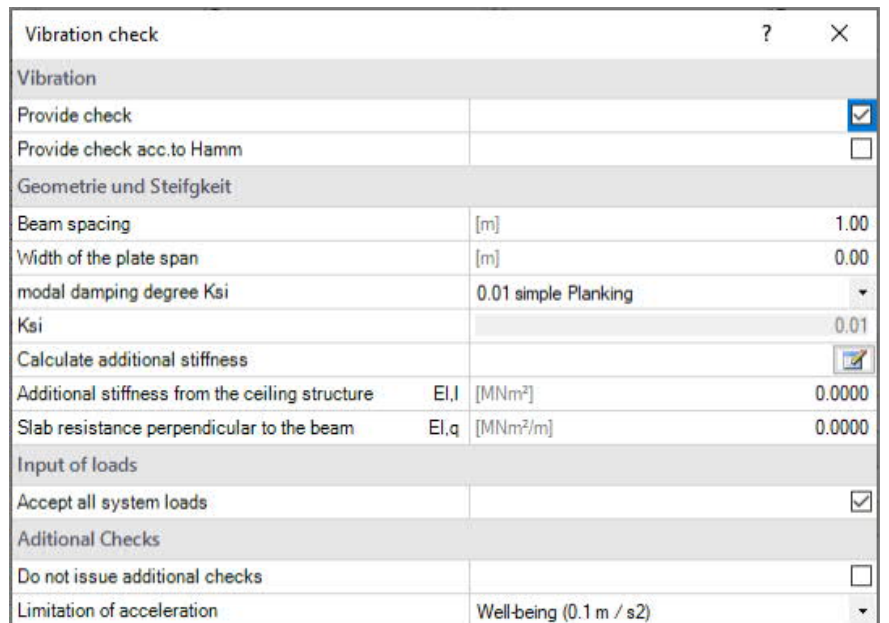 Vibration check ?
Vibration
Provide check
Provide check acc.to Hamm
Geometrie und Steifgkeit
Beam spacing [m] 1.00
Width of the plate span [m] 0.00
modal damping degree Ksi 0.01 simple Planking
Ksi 0.01
Calculate additional stiffness
Additional stiffness from the ceiling structure EI,l [MNm²] 0.0000
Slab resistance perpendicular to the beam EI,q [MNm²/m] 0.0000
Input of loads
Accept all system loads
Aditional Checks
Do not issue additional checks
Limitation of acceleration Well-being (0.1 m / s2)